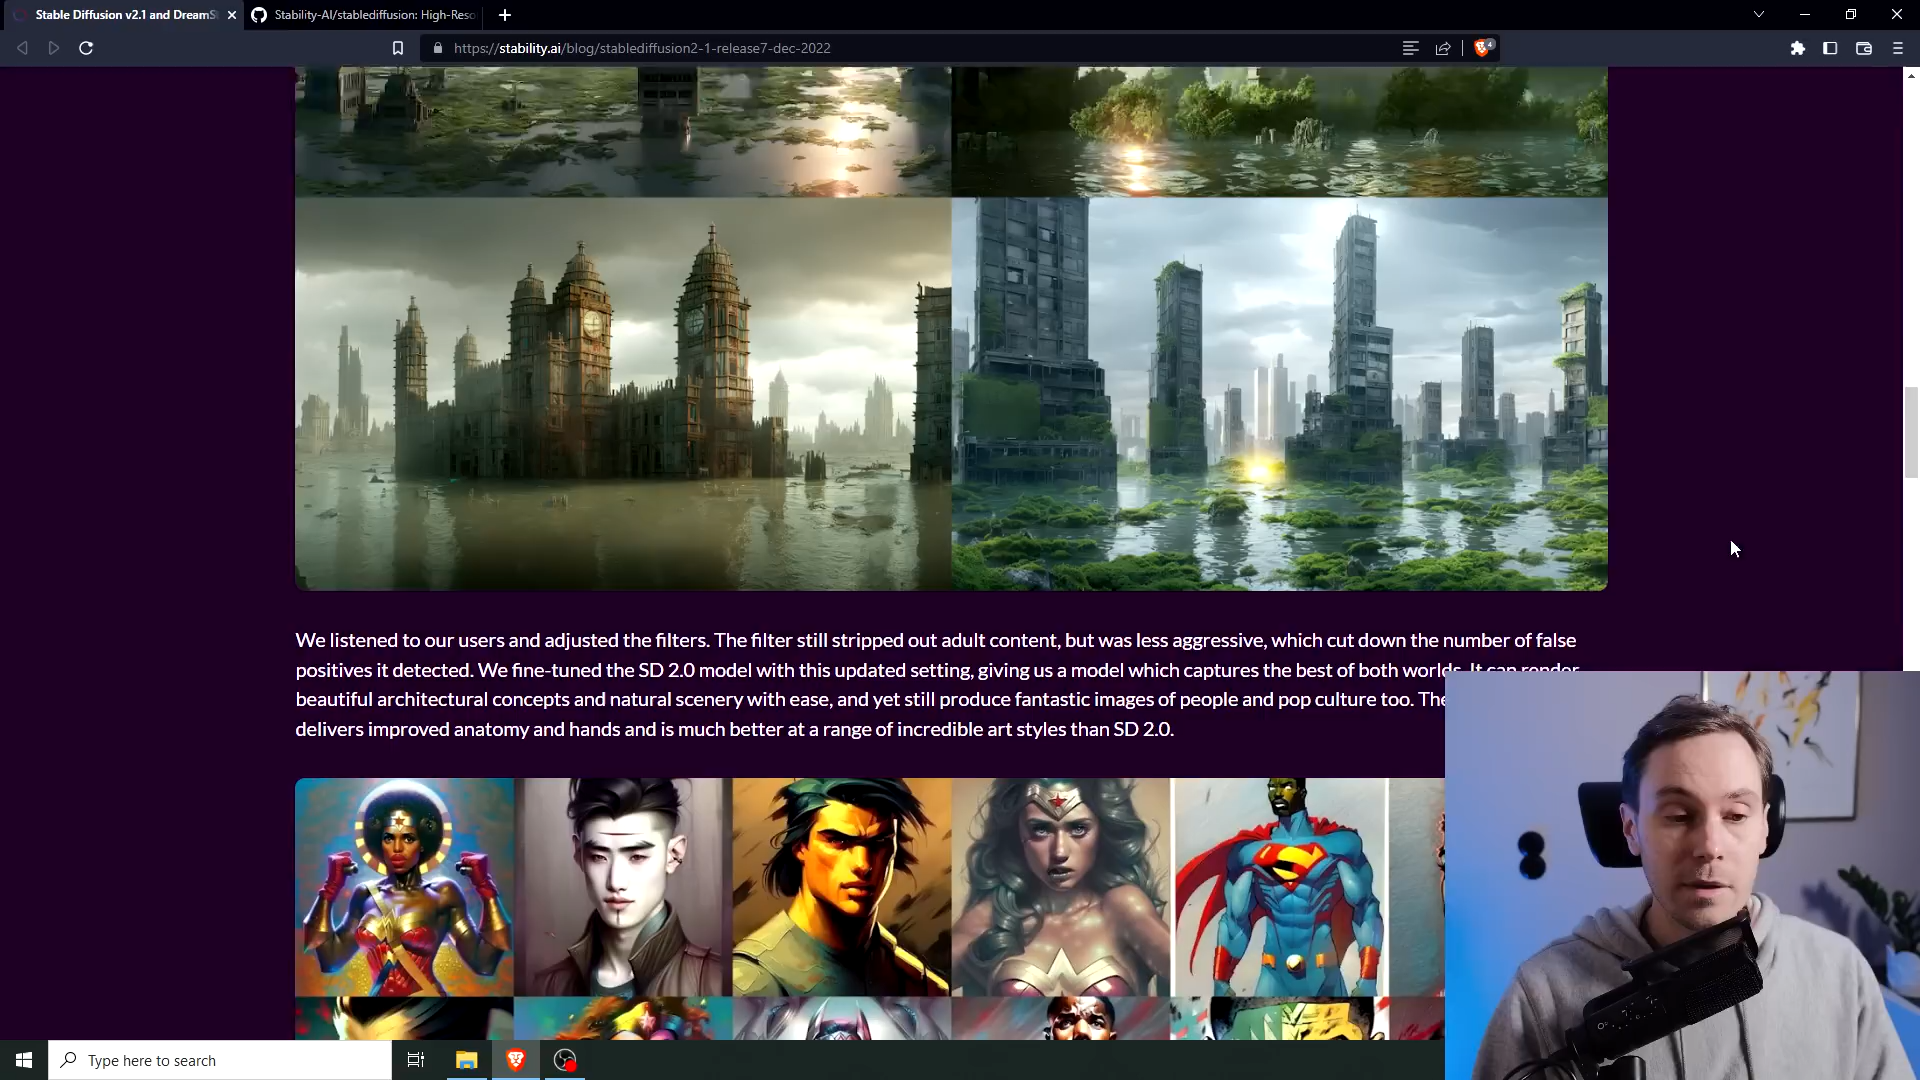 Stable Diffusion v2.1 and DreamS
Stability-AI/stablediffusion: High-Reso
https://stability.ai/blog/stablediffusion2-1-release7-dec-2022
4
We listened to our users and adjusted the filters. The filter still stripped out adult content, but was less aggressive, which cut down the number of false
positives it detected. We fine-tuned the SD 2.0 model with this updated setting, giving us a model which captures the best of both worlds. It can render
beautiful architectural concepts and natural scenery with ease, and yet still produce fantastic images of people and pop culture too. The
delivers improved anatomy and hands and is much better at a range of incredible art styles than SD 2.0.
Type here to search